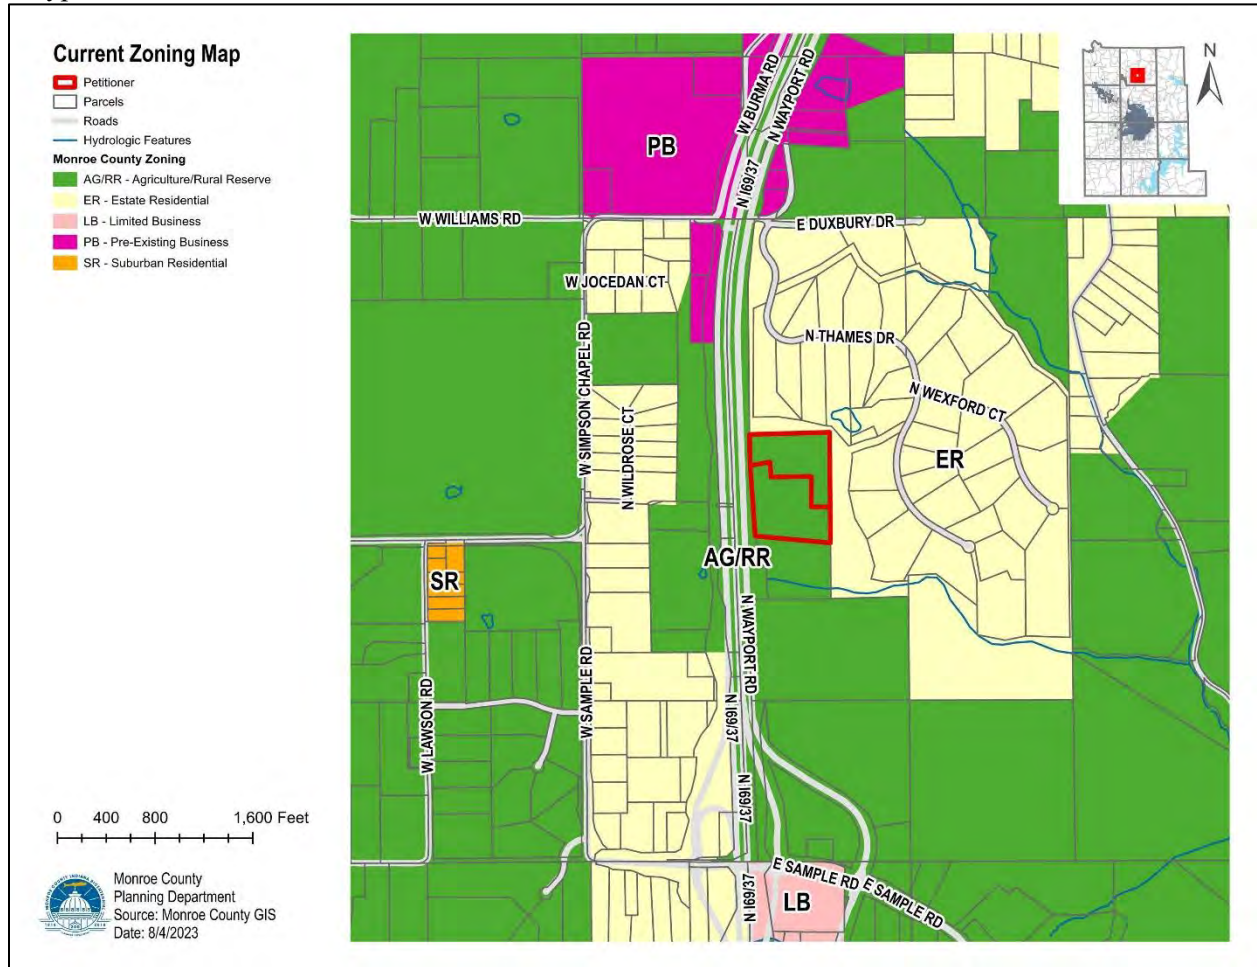 Current Zoning Map
Petitioner
Parcels
Roads
Hydrologic Features
Monroe County Zoning
AG/RR - Agriculture/Rural Reserve
ER - Estate Residential
LB - Limited Business
PB - Pre-Existing Business
SR - Suburban Residential
N
W BURMA RD
N WAYPORT RD
PB
N I69/37
W WILLIAMS RD
E DUXBURY DR
W JOCEDAN CT
N THAMES DR
W SIMPSON CHAPEL RD
N WEXFORD CT
N WILDROSE CT
ER
AG/RR
SR
N WAYPORT RD
W SAMPLE RD
W LAWSON RD
N I69/37
N I69/37
E SAMPLE RD
E SAMPLE RD
N I69/37
LB
0 400 800 1,600 Feet
Monroe County
Planning Department
Source: Monroe County GIS
Date: 8/4/2023